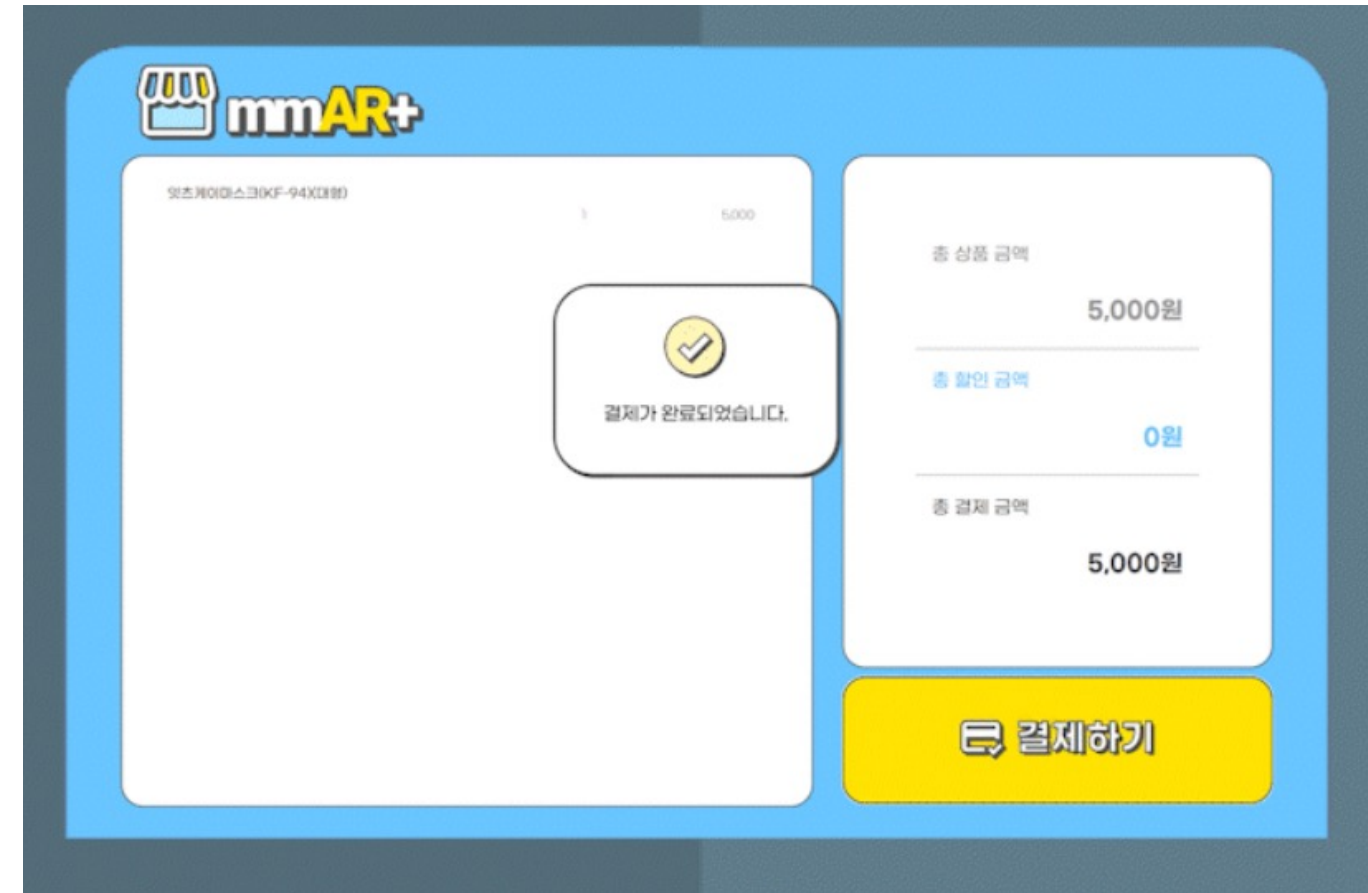 mmAR+
잇츠케이마스크(KF-94X대형)
1 5,000
총 상품 금액
5,000원
총 할인 금액
0원
총 결제 금액
5,000원
결제가 완료되었습니다.
결제하기